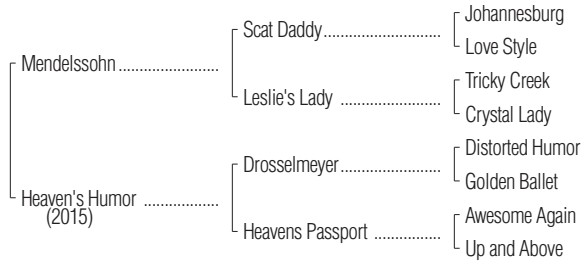 Johannesburg
Scat Daddy
Love Style
Mendelssohn
Tricky Creek
Leslie's Lady
Crystal Lady
Distorted Humor
Drosselmeyer
Golden Ballet
Heaven's Humor
(2015)
Awesome Again
Heavens Passport
Up and Above